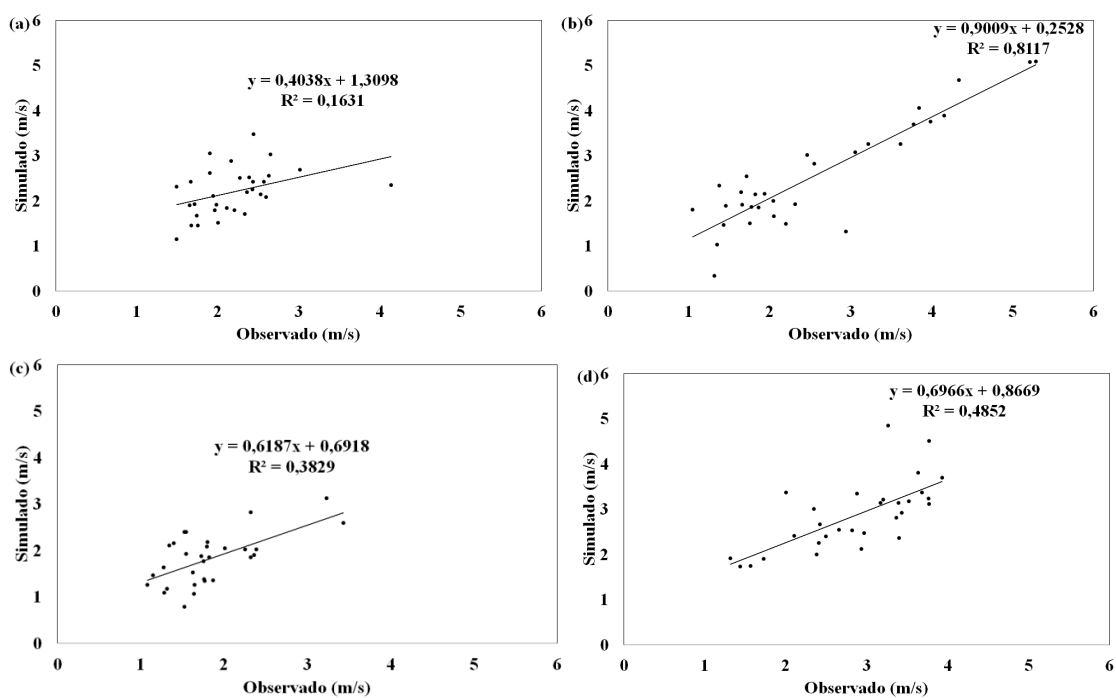 (a)
6
5
4
3
2
1
0
Simulado (m/s)
y = 0,4038x + 1,3098
R² = 0,1631
0 1 2 3 4 5 6
Observado (m/s)
(b)
6
5
4
3
2
1
0
Simulado (m/s)
y = 0,9009x + 0,2528
R² = 0,8117
0 1 2 3 4 5 6
Observado (m/s)
(c)
6
5
4
3
2
1
0
Simulado (m/s)
y = 0,6187x + 0,6918
R² = 0,3829
0 1 2 3 4 5 6
Observado (m/s)
(d)
6
5
4
3
2
1
0
Simulado (m/s)
y = 0,6966x + 0,8669
R² = 0,4852
0 1 2 3 4 5 6
Observado (m/s)